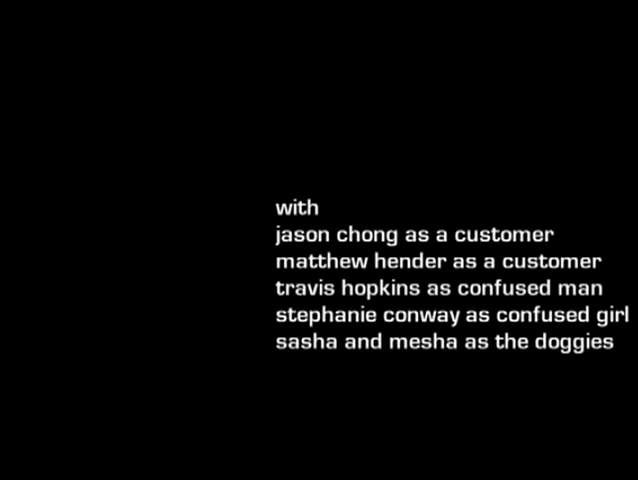 with
jason chong as a customer
matthew hender as a customer
travis hopkins as confused man
stephanie conway as confused girl
sasha and mesha as the doggies